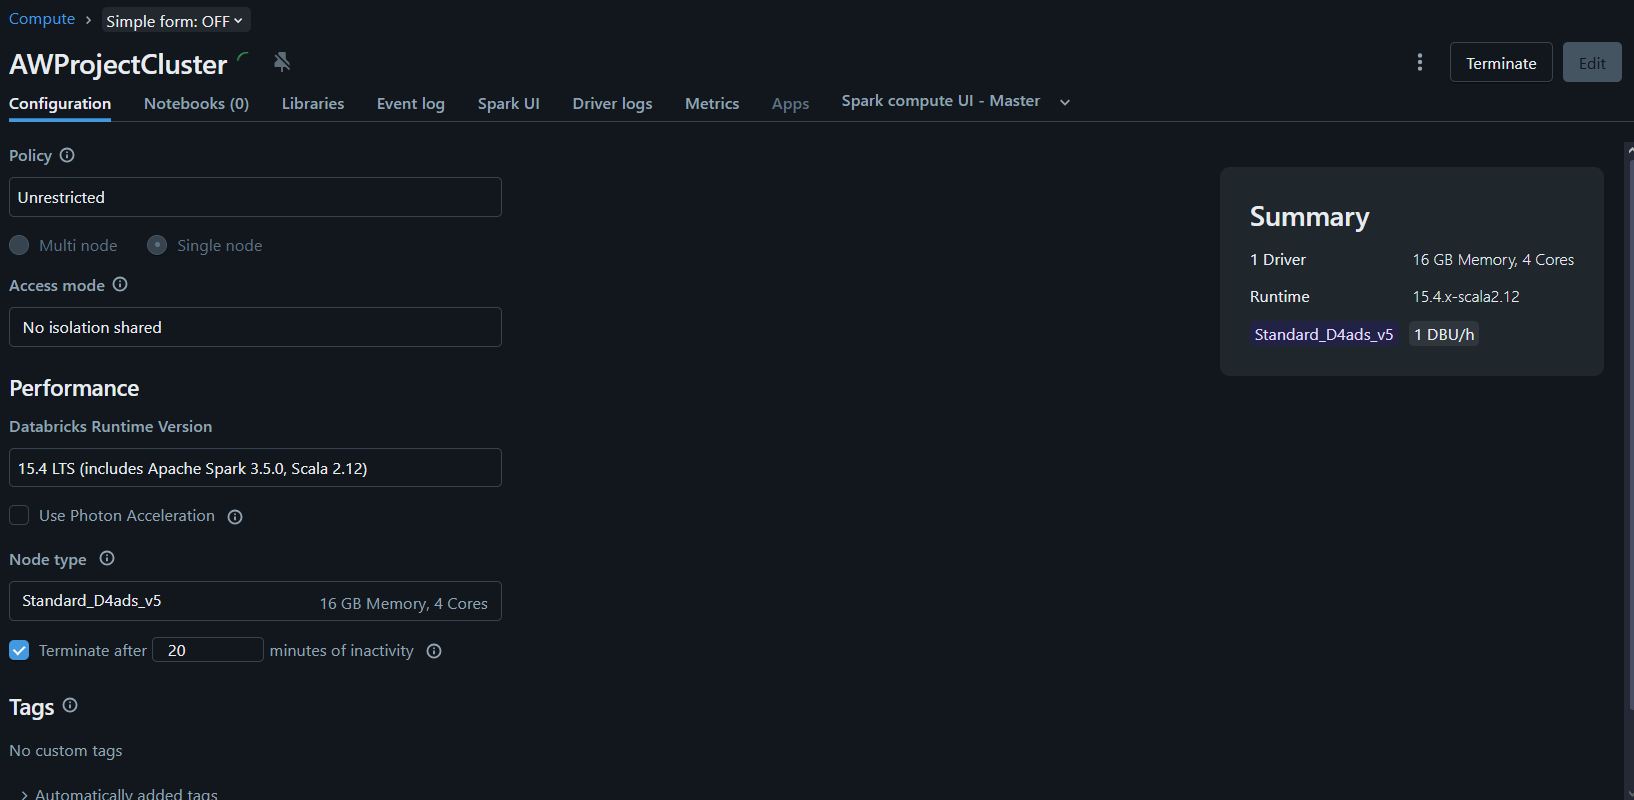 Compute › Simple form: OFF
AWProjectCluster
Terminate Edit
Configuration Notebooks (0) Libraries Event log Spark UI Driver logs Metrics Apps Spark compute UI - Master
Policy
Unrestricted
Multi node Single node
Access mode
No isolation shared
Performance
Databricks Runtime Version
15.4 LTS (includes Apache Spark 3.5.0, Scala 2.12)
Use Photon Acceleration
Node type
Standard_D4ads_v5 16 GB Memory, 4 Cores
Terminate after 20 minutes of inactivity
Tags
No custom tags
Automatically added tags
Summary
1 Driver 16 GB Memory, 4 Cores
Runtime 15.4.x-scala2.12
Standard_D4ads_v5 1 DBU/h